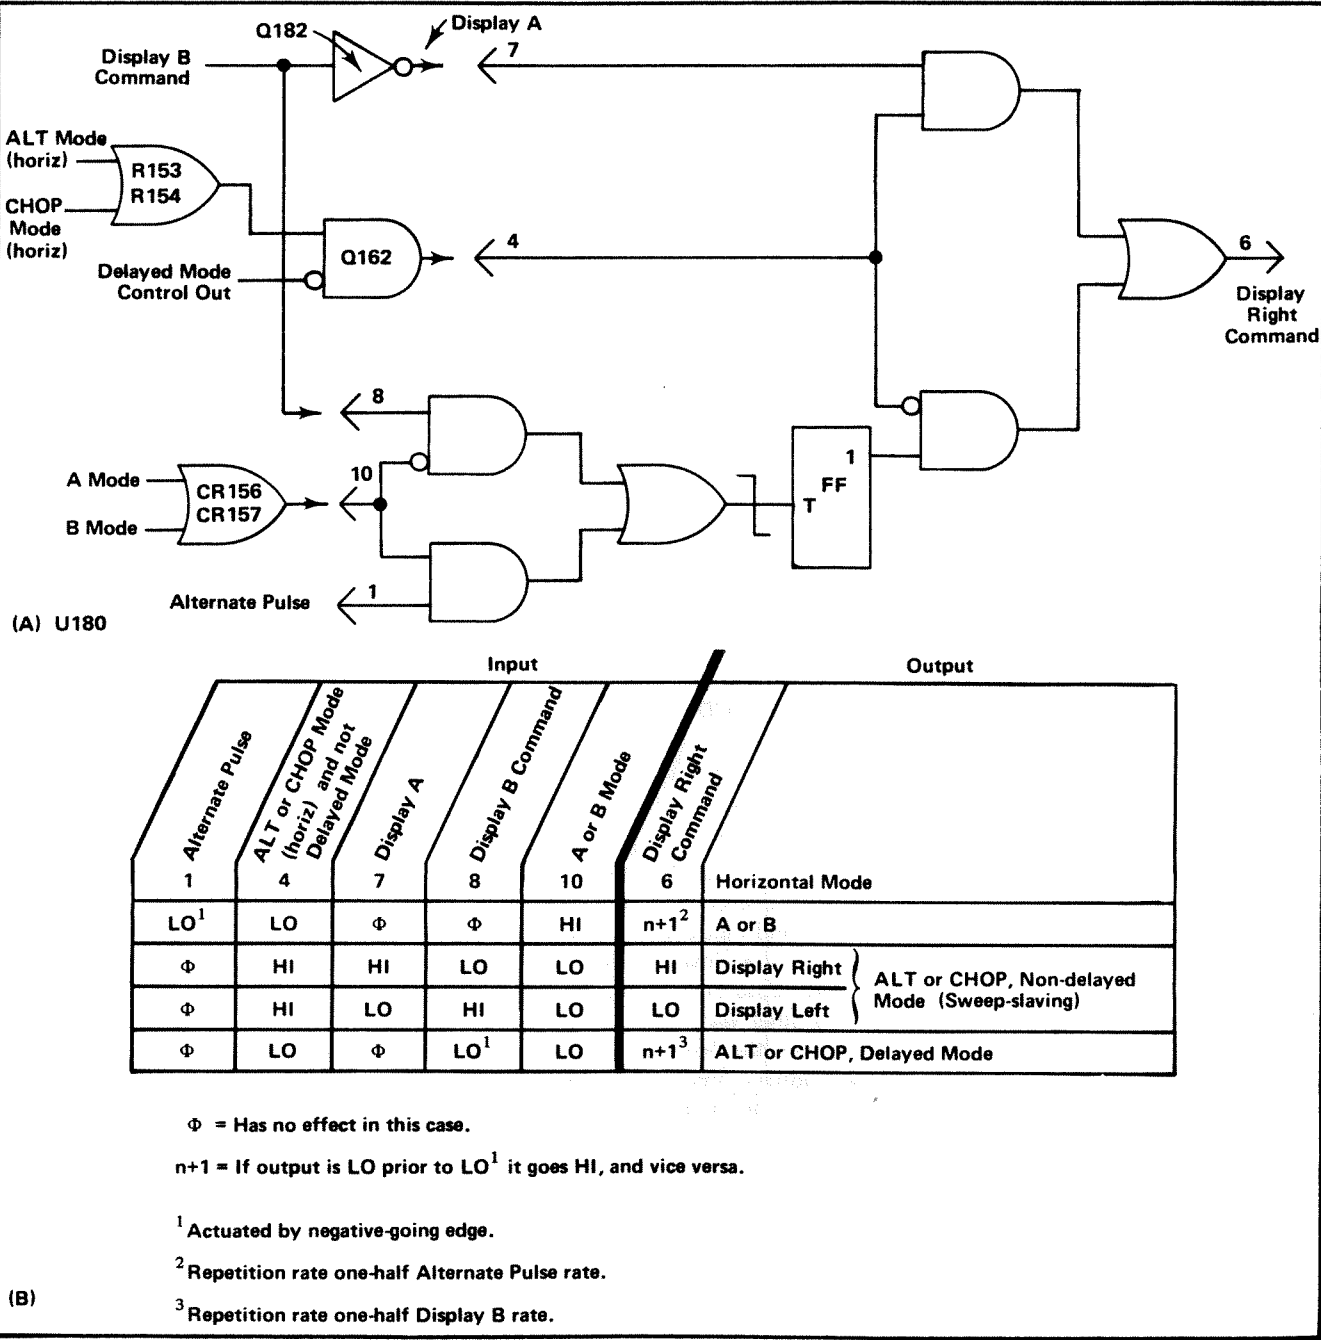 Q182
Display A
Display B
Command
7
ALT Mode
(horiz)
R153
R154
CHOP
Mode
(horiz)
Q162
4
6
Delayed Mode
Control Out
Display
Right
Command
8
A Mode
B Mode
CR156
CR157
10
1
FF
T
Alternate Pulse
1
(A) U180
Input
Output
Alternate Pulse
ALT or CHOP Mode
(horiz) and not
Delayed Mode
Display A
Display B Command
A or B Mode
Display Right
Command
1 4 7 8 10 6 Horizontal Mode
LO¹ LO Φ Φ HI n+1² A or B
Φ HI HI LO LO HI Display Right
Φ HI LO HI LO LO Display Left
ALT or CHOP, Non-delayed
Mode (Sweep-slaving)
Φ LO Φ LO¹ LO n+1³ ALT or CHOP, Delayed Mode
Φ = Has no effect in this case.
n+1 = If output is LO prior to LO¹ it goes HI, and vice versa.
¹Actuated by negative-going edge.
²Repetition rate one-half Alternate Pulse rate.
³Repetition rate one-half Display B rate.
(B)